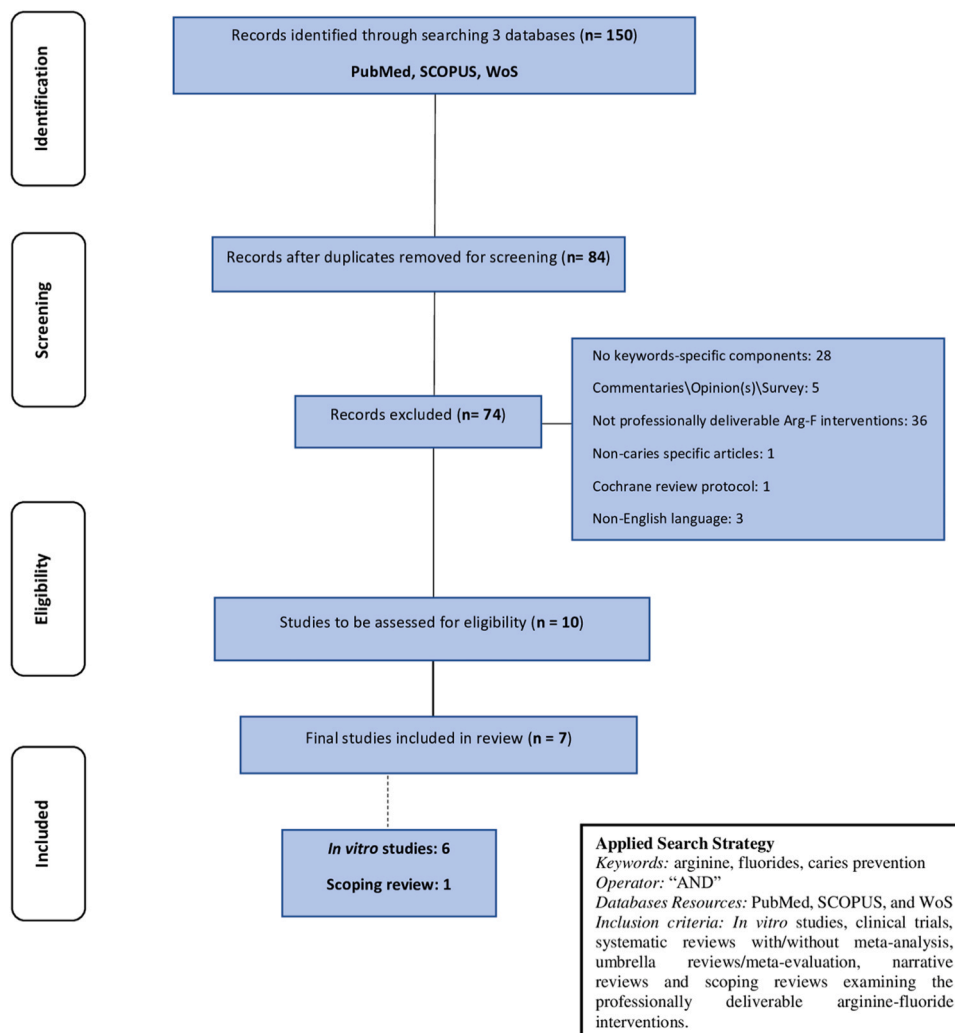 Identification
Records identified through searching 3 databases (n= 150)
PubMed, SCOPUS, WoS
Screening
Records after duplicates removed for screening (n= 84)
Records excluded (n= 74)
No keywords-specific components: 28
Commentaries\Opinion(s)\Survey: 5
Not professionally deliverable Arg-F interventions: 36
Non-caries specific articles: 1
Cochrane review protocol: 1
Non-English language: 3
Eligibility
Studies to be assessed for eligibility (n = 10)
Included
Final studies included in review (n = 7)
In vitro studies: 6
Scoping review: 1
Applied Search Strategy
Keywords: arginine, fluorides, caries prevention
Operator: “AND”
Databases Resources: PubMed, SCOPUS, and WoS
Inclusion criteria: In vitro studies, clinical trials,
systematic reviews with/without meta-analysis,
umbrella reviews/meta-evaluation, narrative
reviews and scoping reviews examining the
professionally deliverable arginine-fluoride
interventions.